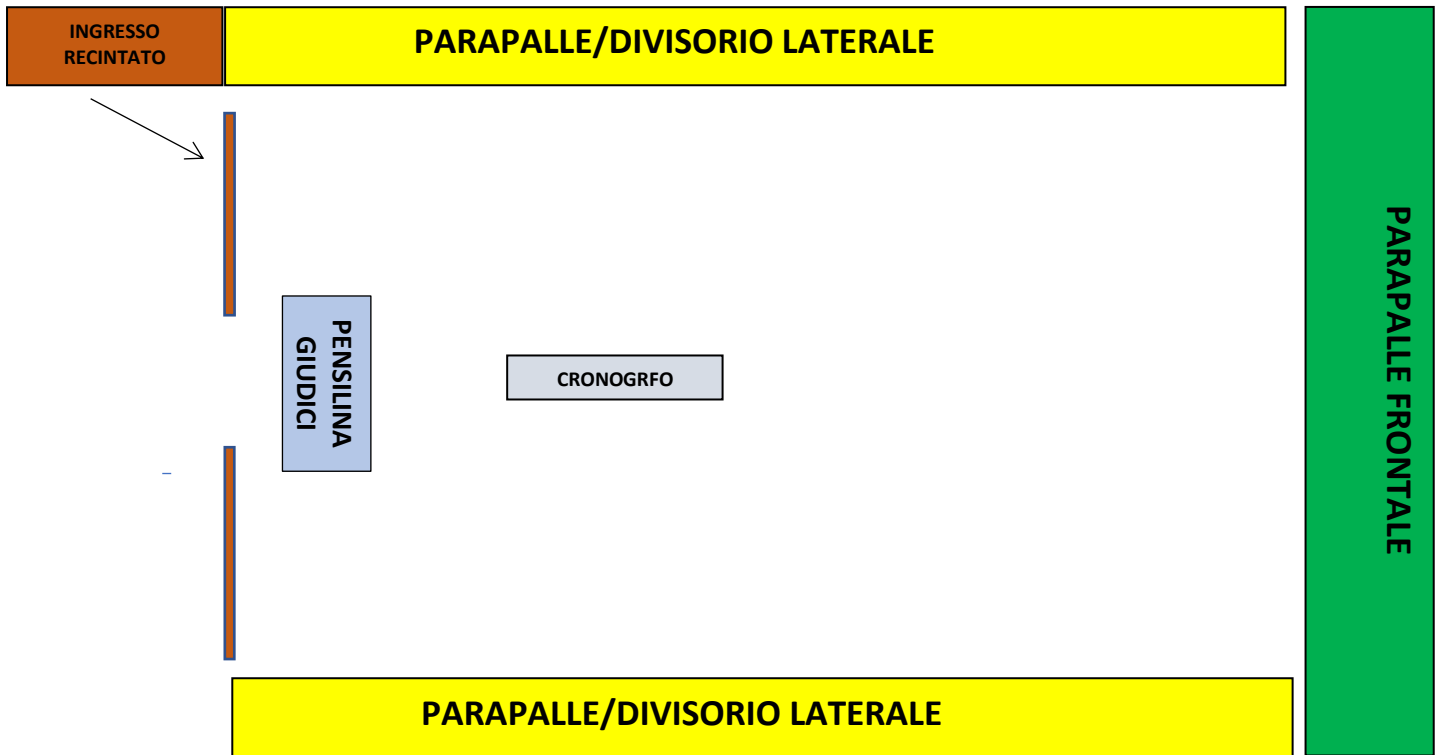 INGRESSO
RECINTATO
PARAPALLE/DIVISORIO LATERALE
PENSILINA
GIUDICI
CRONOGRFO
PARAPALLE FRONTALE
PARAPALLE/DIVISORIO LATERALE